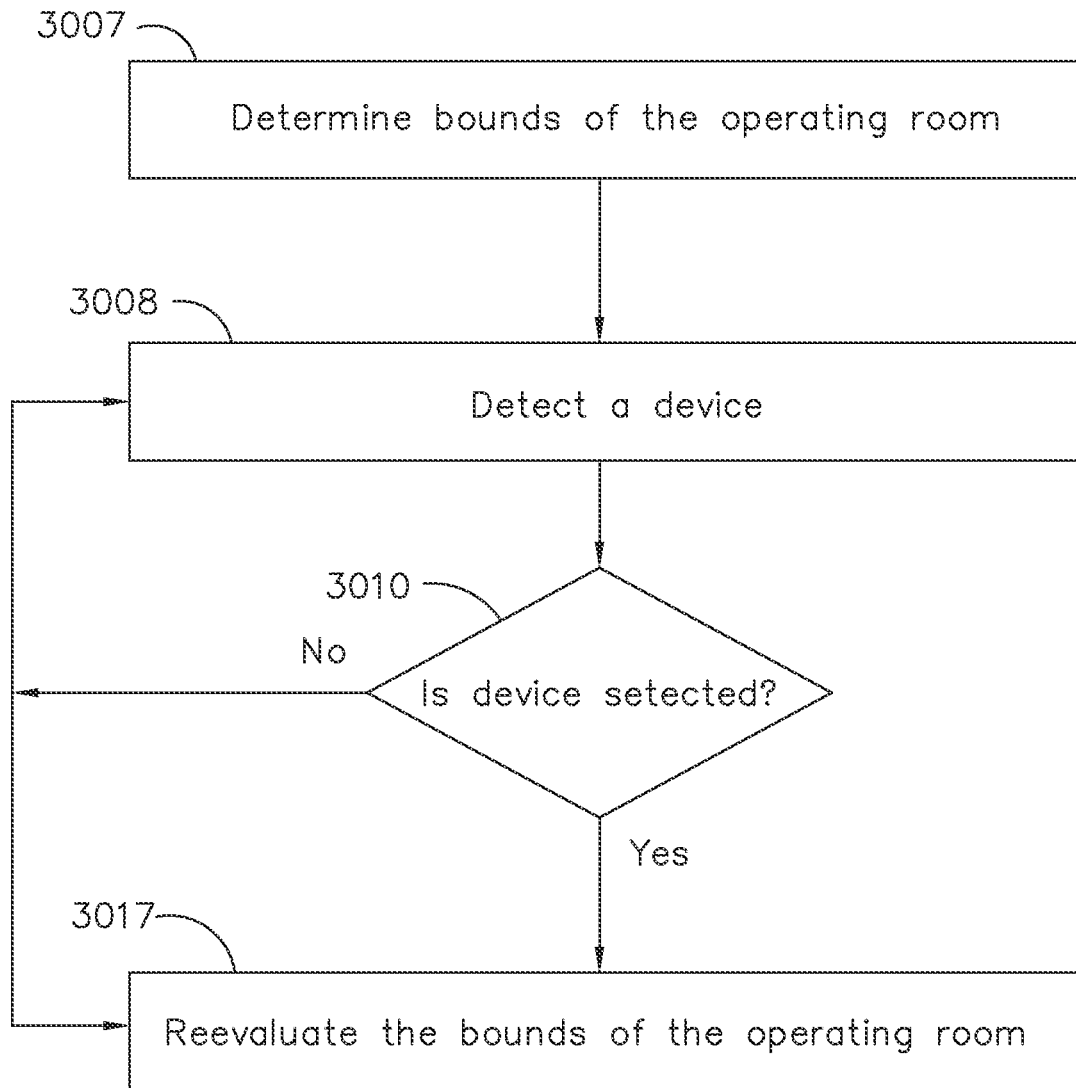 3007
Determine bounds of the operating room
3008
Detect a device
3010
No
Is device setected?
Yes
3017
Reevaluate the bounds of the operating room